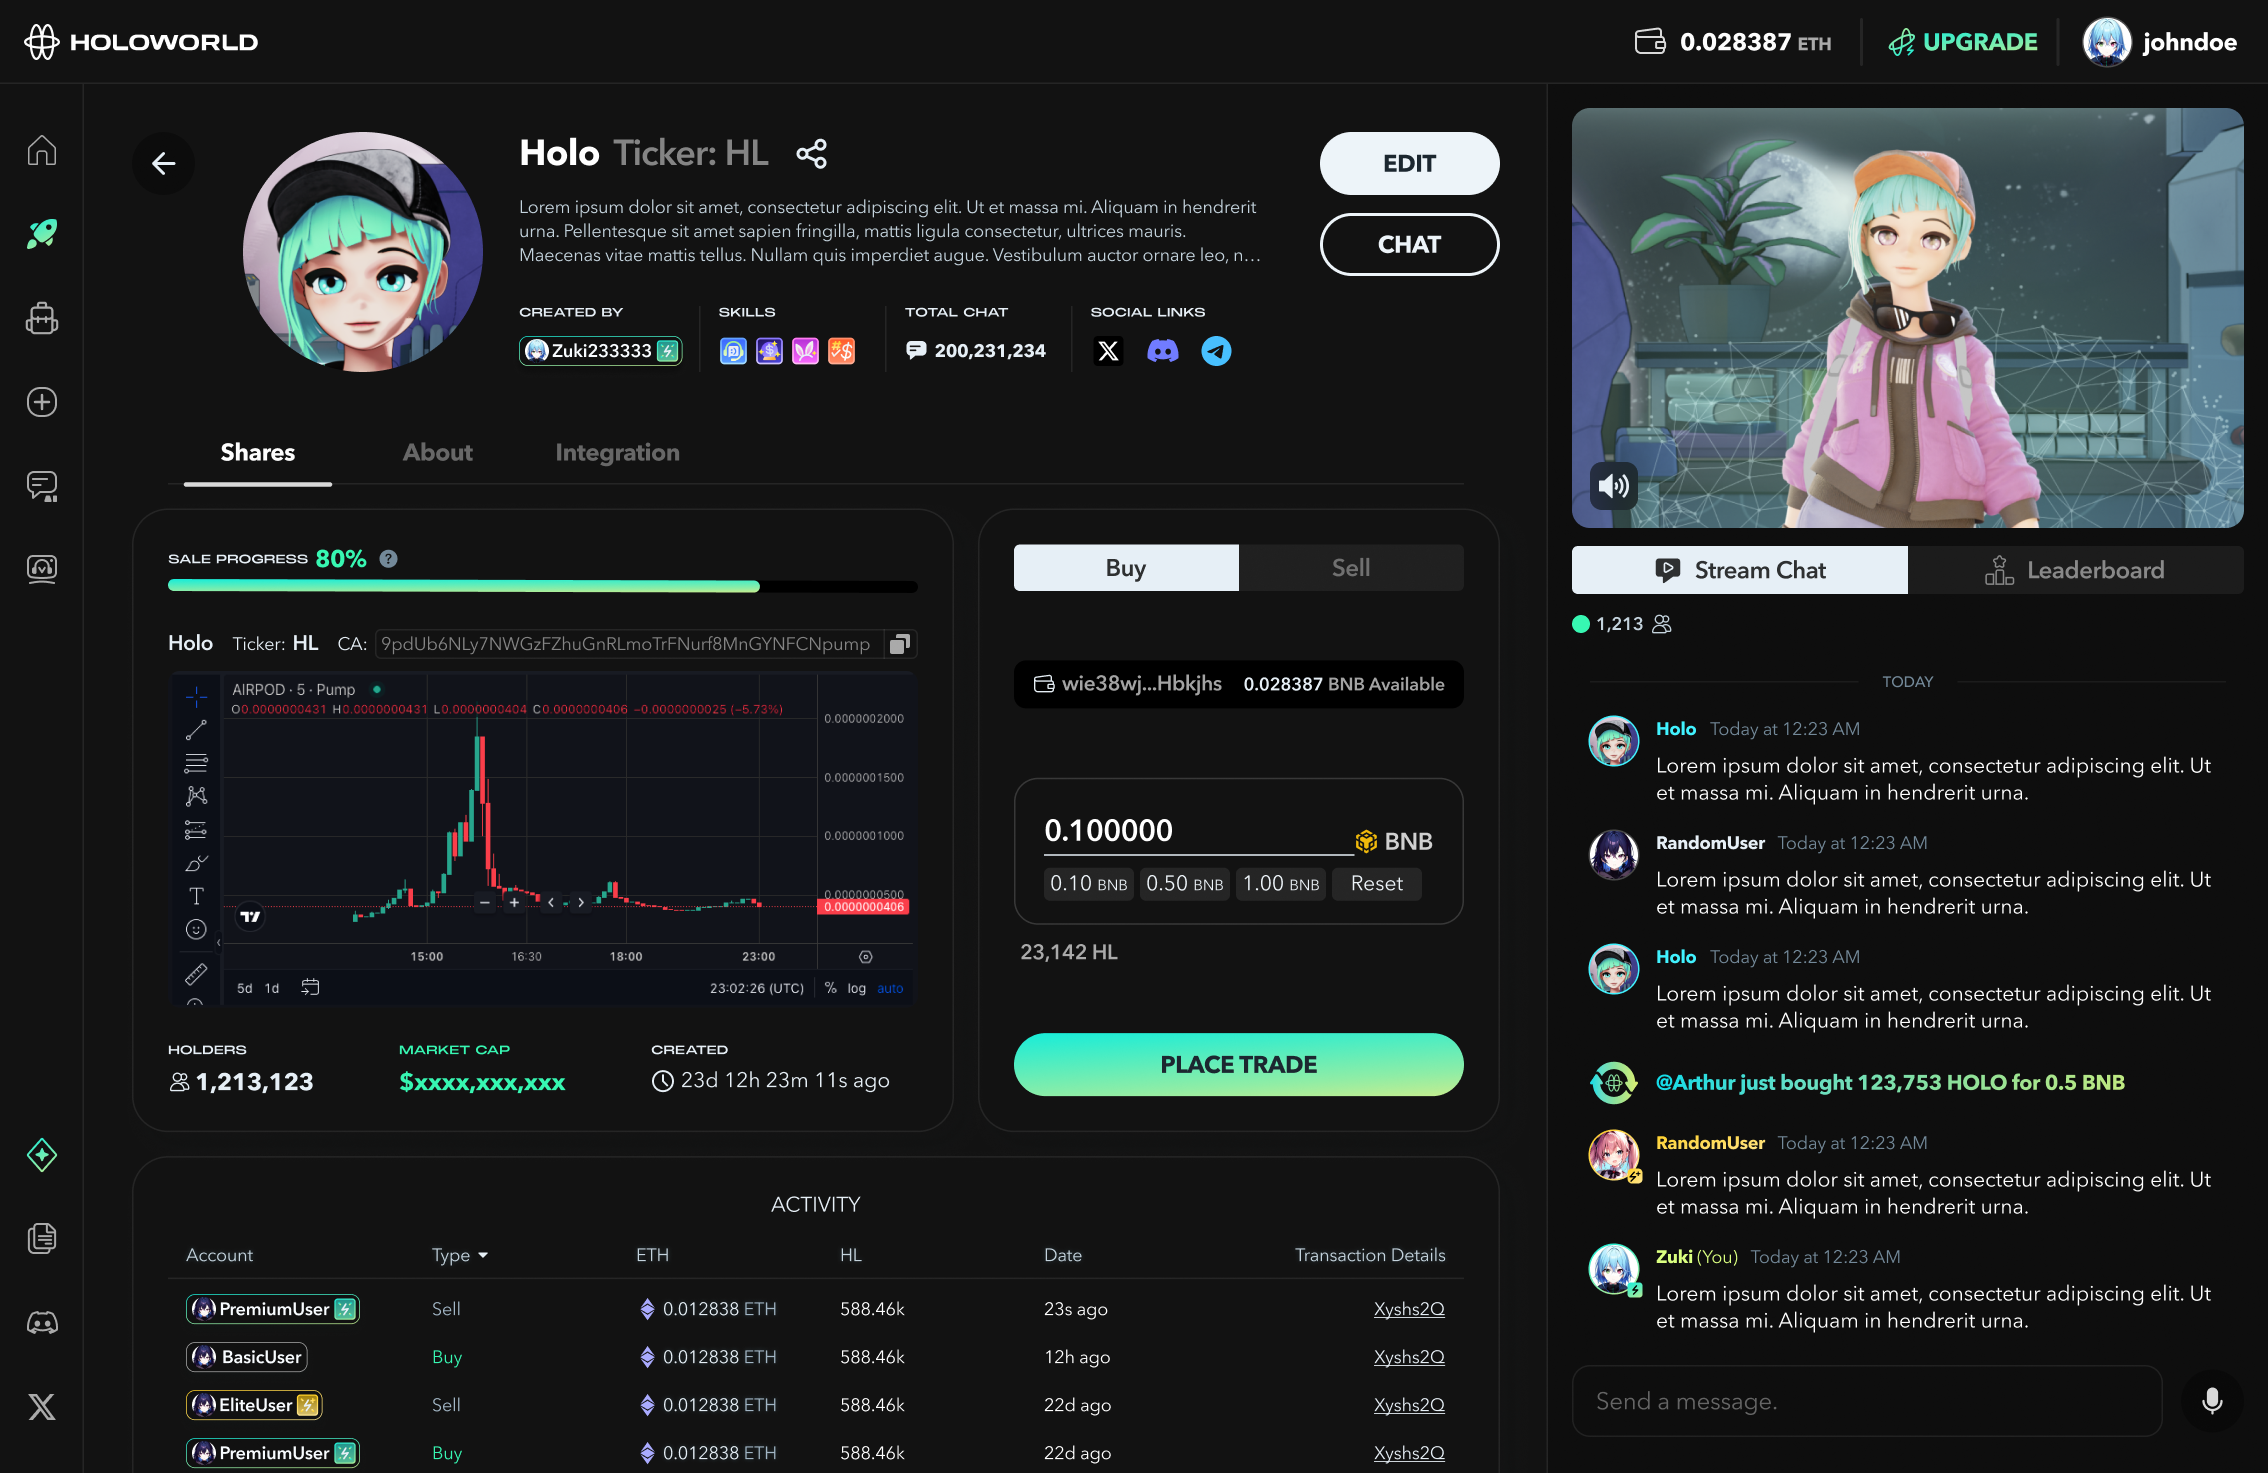 HOLOWORLD
0.028387 ETH
UPGRADE
johndoe
Holo Ticker: HL
Lorem ipsum dolor sit amet, consectetur adipiscing elit. Ut et massa mi. Aliquam in hendrerit
urna. Pellentesque sit amet sapien fringilla, mattis ligula consectetur, ultrices mauris.
Maecenas vitae mattis tellus. Nullam quis imperdiet augue. Vestibulum auctor ornare leo, n...
EDIT
CHAT
CREATED BY
Zuki233333
SKILLS
TOTAL CHAT
200,231,234
SOCIAL LINKS
Shares
About
Integration
SALE PROGRESS 80% ?
Holo Ticker: HL CA: 9pdUb6NLy7NWGzFZhuGnRLmoTrFNurf8MnGYNFCNpump
AIRPOD · 5 · Pump
O0.0000000431 H0.0000000431 L0.0000000404 C0.0000000406 −0.0000000025 (−5.73%)
0.0000002000
0.0000001500
0.0000001000
0.0000000500
0.0000000406
15:00
16:30
18:00
23:00
5d 1d
23:02:26 (UTC) % log auto
HOLDERS
1,213,123
MARKET CAP
$xxxx,xxx,xxx
CREATED
23d 12h 23m 11s ago
Buy
Sell
wie38wj...Hbkjhs 0.028387 BNB Available
0.100000
BNB
0.10 BNB
0.50 BNB
1.00 BNB
Reset
23,142 HL
PLACE TRADE
ACTIVITY
Account Type ETH HL Date Transaction Details
PremiumUser Sell 0.012838 ETH 588.46k 23s ago Xyshs2Q
BasicUser Buy 0.012838 ETH 588.46k 12h ago Xyshs2Q
EliteUser Sell 0.012838 ETH 588.46k 22d ago Xyshs2Q
PremiumUser Buy 0.012838 ETH 588.46k 22d ago Xyshs2Q
Stream Chat
Leaderboard
1,213
TODAY
Holo Today at 12:23 AM
Lorem ipsum dolor sit amet, consectetur adipiscing elit. Ut
et massa mi. Aliquam in hendrerit urna.
RandomUser Today at 12:23 AM
Lorem ipsum dolor sit amet, consectetur adipiscing elit. Ut
et massa mi. Aliquam in hendrerit urna.
Holo Today at 12:23 AM
Lorem ipsum dolor sit amet, consectetur adipiscing elit. Ut
et massa mi. Aliquam in hendrerit urna.
@Arthur just bought 123,753 HOLO for 0.5 BNB
RandomUser Today at 12:23 AM
Lorem ipsum dolor sit amet, consectetur adipiscing elit. Ut
et massa mi. Aliquam in hendrerit urna.
Zuki (You) Today at 12:23 AM
Lorem ipsum dolor sit amet, consectetur adipiscing elit. Ut
et massa mi. Aliquam in hendrerit urna.
Send a message.